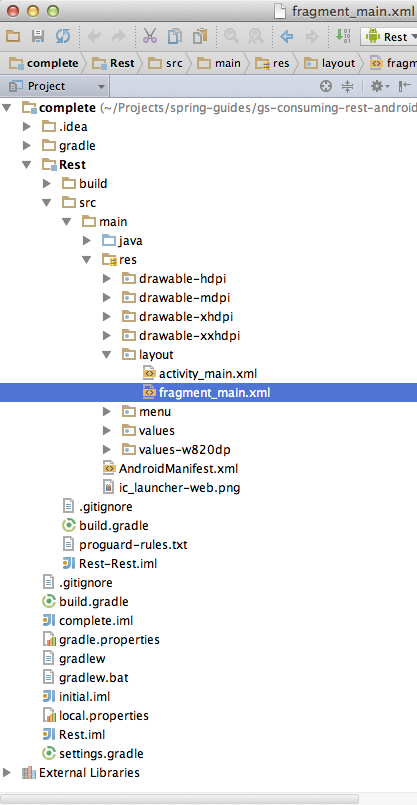 fragment_main.xml
Rest
complete Rest src main res layout fragm
Project
complete (~/Projects/spring-guides/gs-consuming-rest-android
.idea
gradle
Rest
build
src
main
java
res
drawable-hdpi
drawable-mdpi
drawable-xhdpi
drawable-xxhdpi
layout
activity_main.xml
fragment_main.xml
menu
values
values-w820dp
AndroidManifest.xml
ic_launcher-web.png
.gitignore
build.gradle
proguard-rules.txt
Rest-Rest.iml
.gitignore
build.gradle
complete.iml
gradle.properties
gradlew
gradlew.bat
initial.iml
local.properties
Rest.iml
settings.gradle
External Libraries